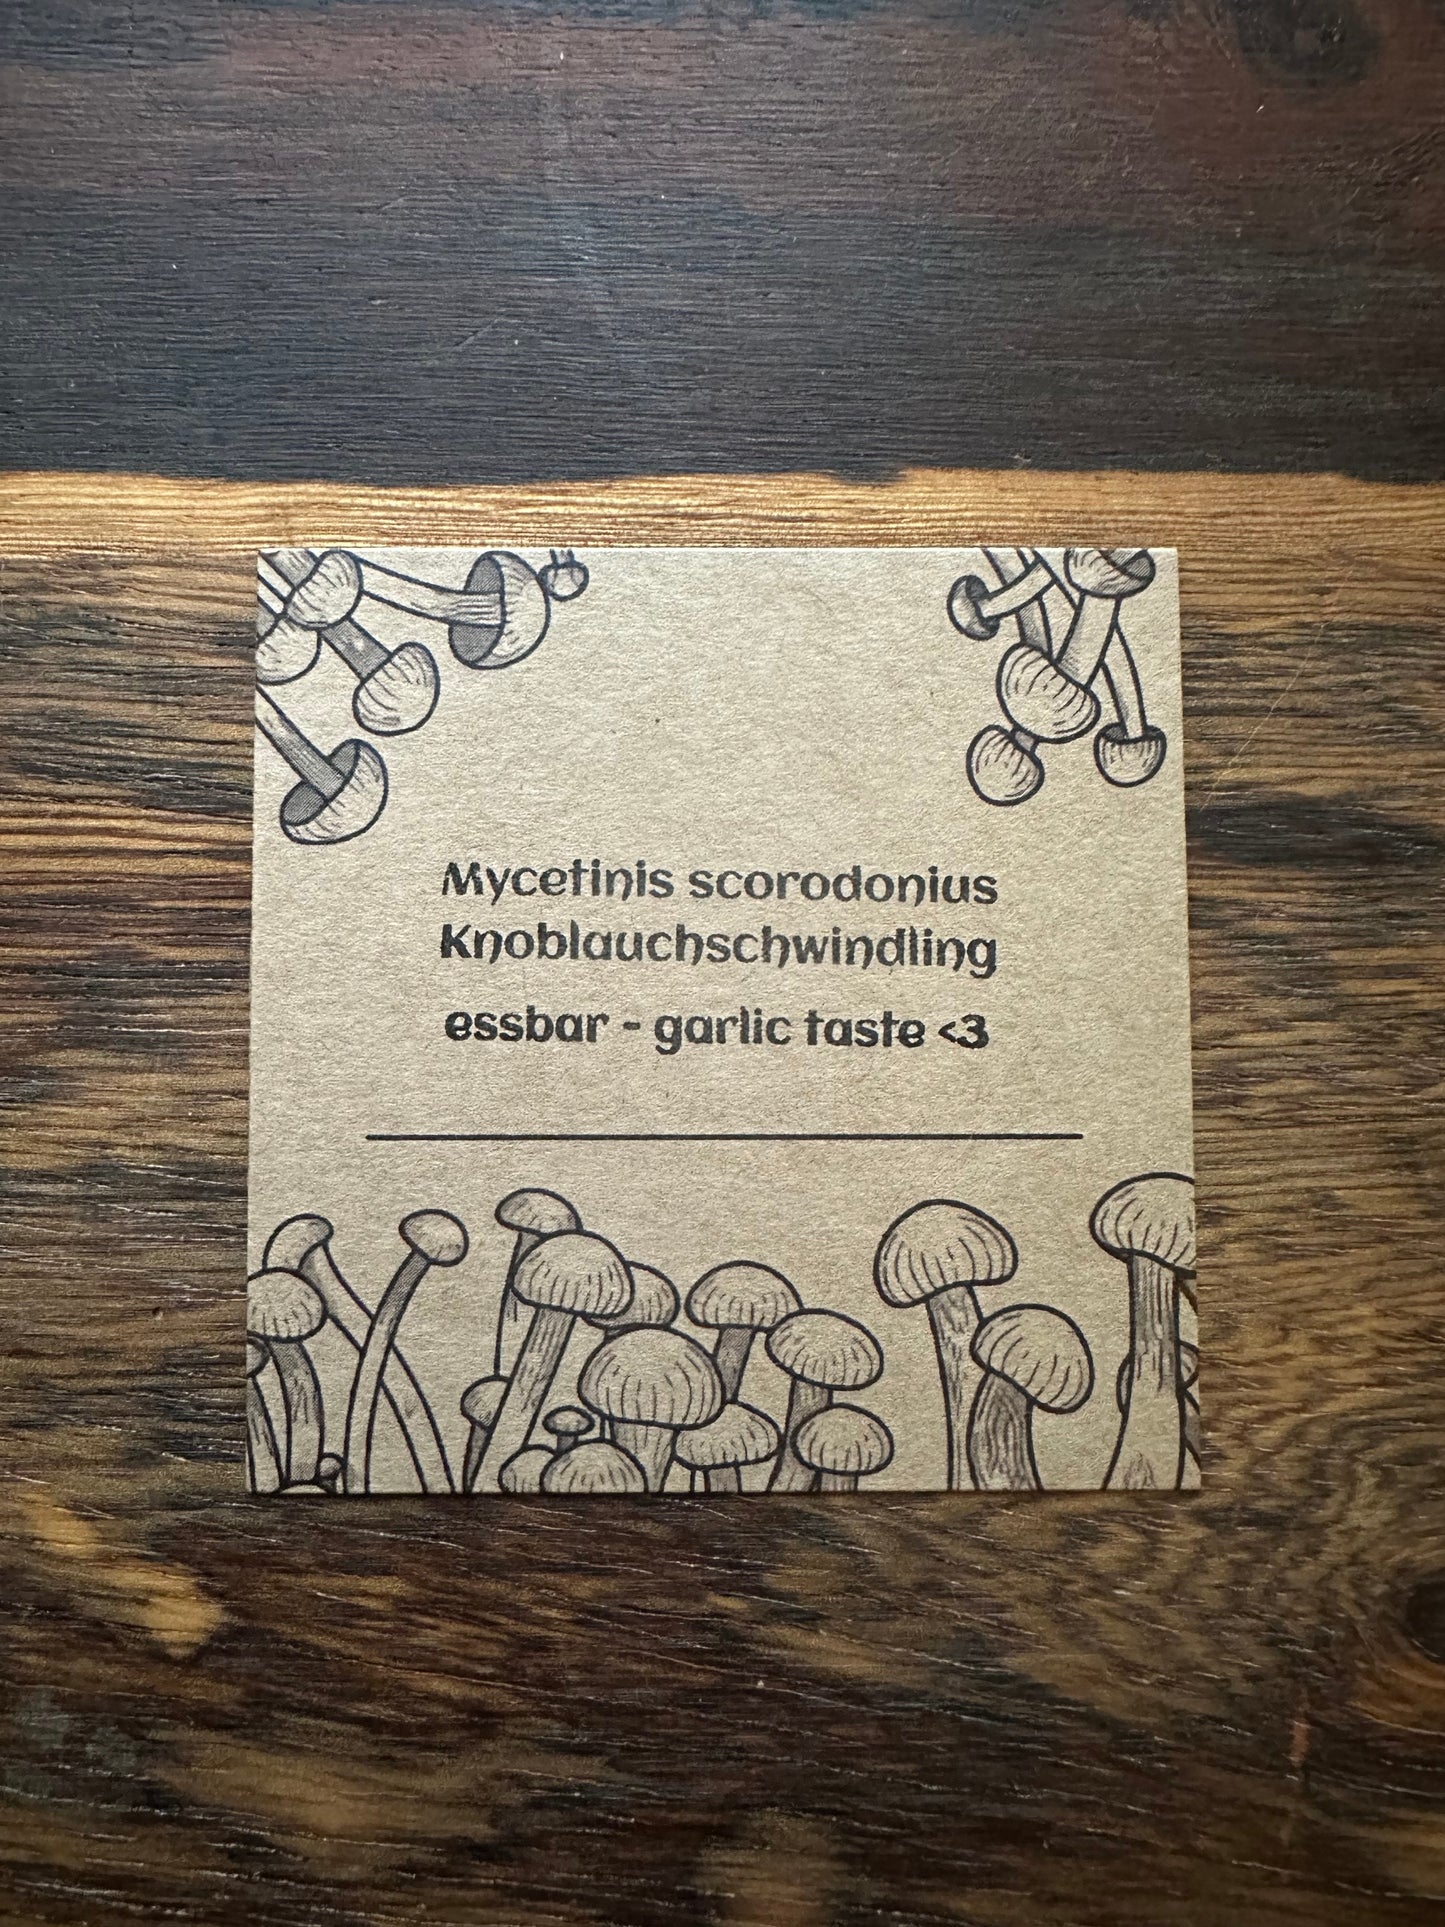 Mycetinis scorodonius
Knoblauchschwindling
essbar - garlic taste <3